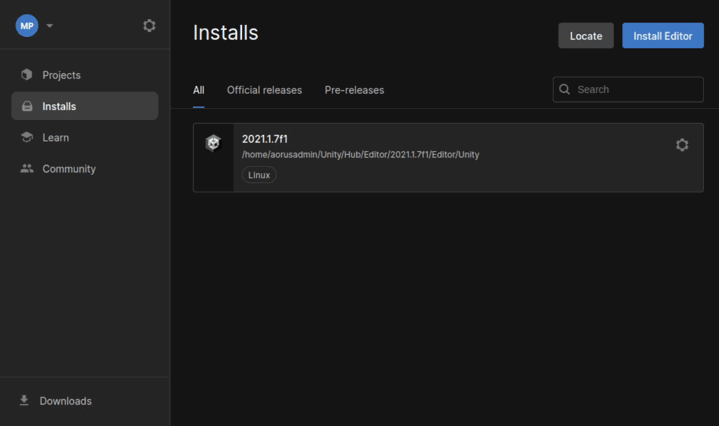 MP
Projects
Installs
Learn
Community
Downloads
Installs
Locate
Install Editor
All
Official releases
Pre-releases
Search
2021.1.7f1
/home/aorusadmin/Unity/Hub/Editor/2021.1.7f1/Editor/Unity
Linux